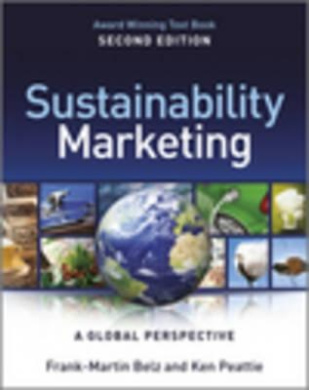 Award Winning Text Book
SECOND EDITION
Sustainability
Marketing
A GLOBAL PERSPECTIVE
Frank-Martin Belz and Ken Peattie